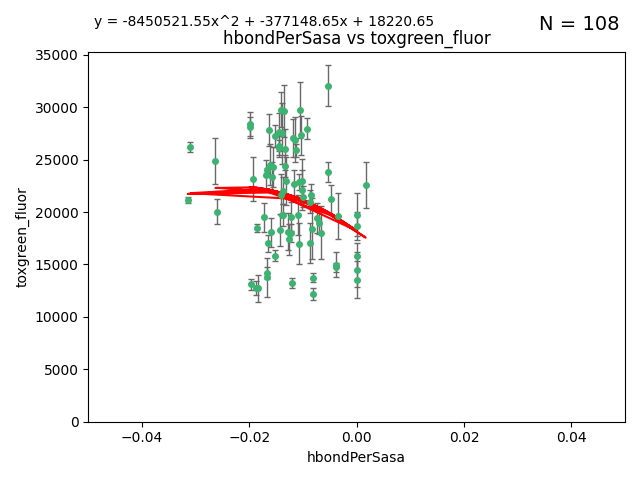 y = -8450521.55x^2 + -377148.65x + 18220.65
N = 108
hbondPerSasa vs toxgreen_fluor
35000
30000
25000
20000
15000
10000
5000
0
toxgreen_fluor
−0.04
−0.02
0.00
0.02
0.04
hbondPerSasa